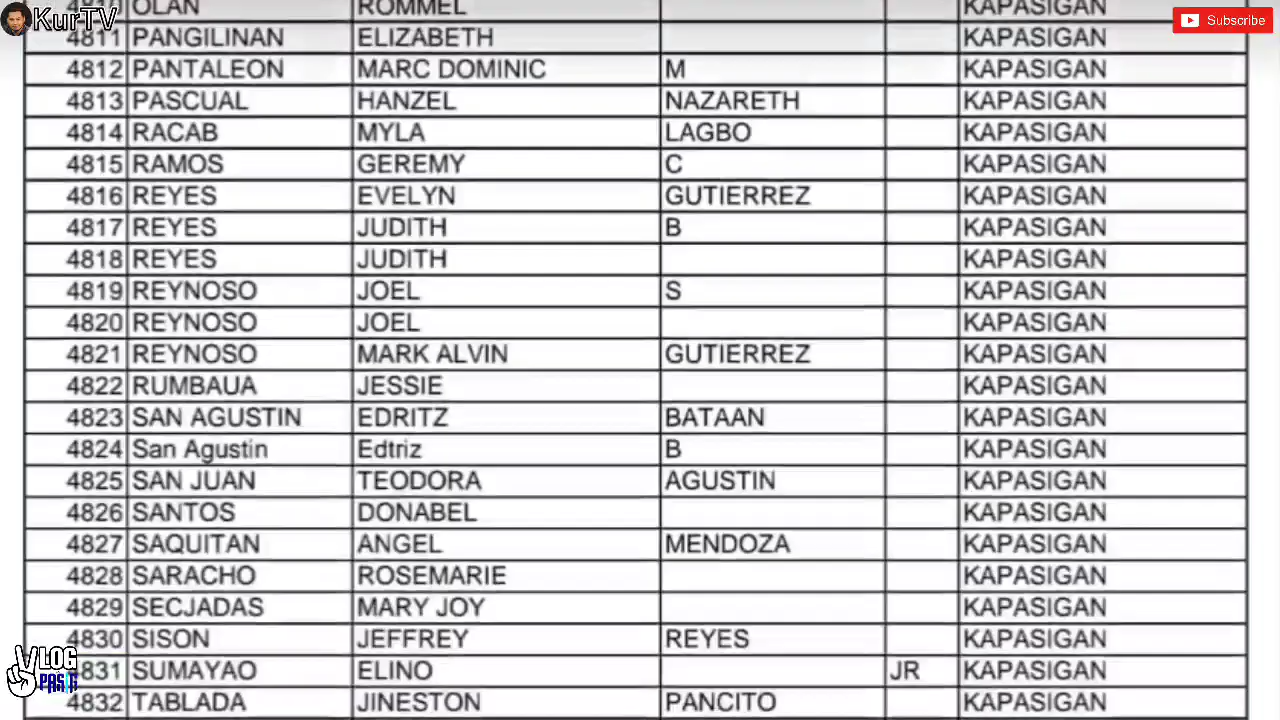 OLAN ROMMEL KAPASIGAN
KurTV
Subscribe
4811 PANGILINAN ELIZABETH KAPASIGAN
4812 PANTALEON MARC DOMINIC M KAPASIGAN
4813 PASCUAL HANZEL NAZARETH KAPASIGAN
4814 RACAB MYLA LAGBO KAPASIGAN
4815 RAMOS GEREMY C KAPASIGAN
4816 REYES EVELYN GUTIERREZ KAPASIGAN
4817 REYES JUDITH B KAPASIGAN
4818 REYES JUDITH KAPASIGAN
4819 REYNOSO JOEL S KAPASIGAN
4820 REYNOSO JOEL KAPASIGAN
4821 REYNOSO MARK ALVIN GUTIERREZ KAPASIGAN
4822 RUMBAUA JESSIE KAPASIGAN
4823 SAN AGUSTIN EDRITZ BATAAN KAPASIGAN
4824 San Agustin Edtriz B KAPASIGAN
4825 SAN JUAN TEODORA AGUSTIN KAPASIGAN
4826 SANTOS DONABEL KAPASIGAN
4827 SAQUITAN ANGEL MENDOZA KAPASIGAN
4828 SARACHO ROSEMARIE KAPASIGAN
4829 SECJADAS MARY JOY KAPASIGAN
4830 SISON JEFFREY REYES KAPASIGAN
4831 SUMAYAO ELINO JR KAPASIGAN
4832 TABLADA JINESTON PANCITO KAPASIGAN
VLOG
PASIG